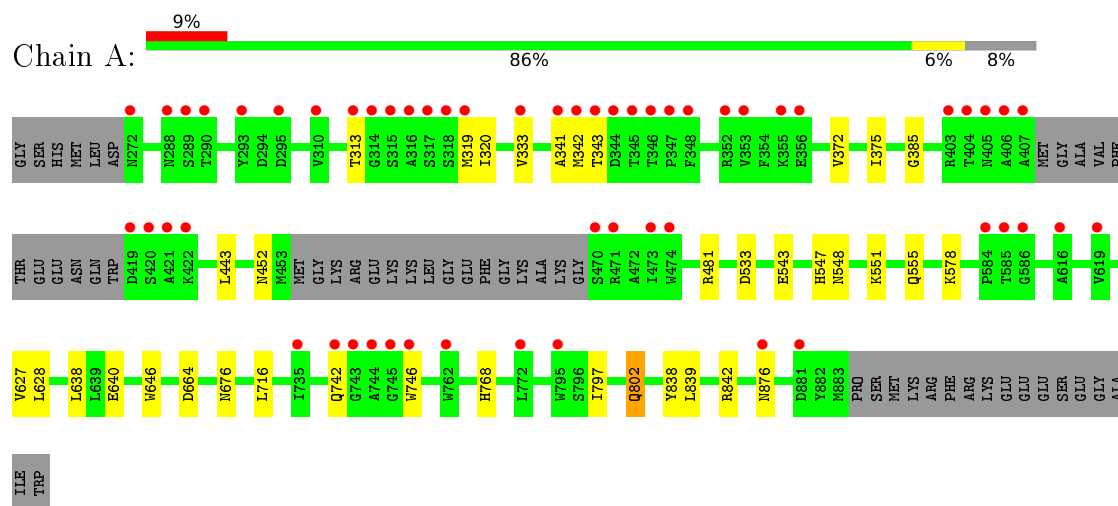 9%
Chain A:
86% 6% 8%
GLY SER HIS MET LEU ASP N272 N288 S289 T290 Y293 D294 D295 V310 T313 G314 S315 A316 S317 S318 M319 I320 V333 A341 M342 T343 D344 T345 T346 P347 F348 R352 V353 F354 K355 E356 V372 I375 G385 R403 T404 N405 A406 A407 MET GLY ALA VAL PHE
THR GLU GLU ASN GLN TRP D419 S420 A421 K422 L443 N452 M453 MET GLY LYS ARG GLU LYS LYS LEU GLY GLU PHE GLY LYS ALA LYS GLY S470 R471 A472 I473 W474 R481 D533 E543 H547 N548 K551 Q555 K578 P584 T585 G586 A616 V619
V627 L628 L638 L639 E640 W646 D664 N676 L716 I735 Q742 G743 A744 G745 W746 W762 H768 L772 W795 S796 I797 Q802 Y838 L839 R842 N876 D881 Y882 M883 PRO SER MET LYS ARG PHE ARG LYS GLU GLU GLU SER GLU GLY ALA
ILE TRP